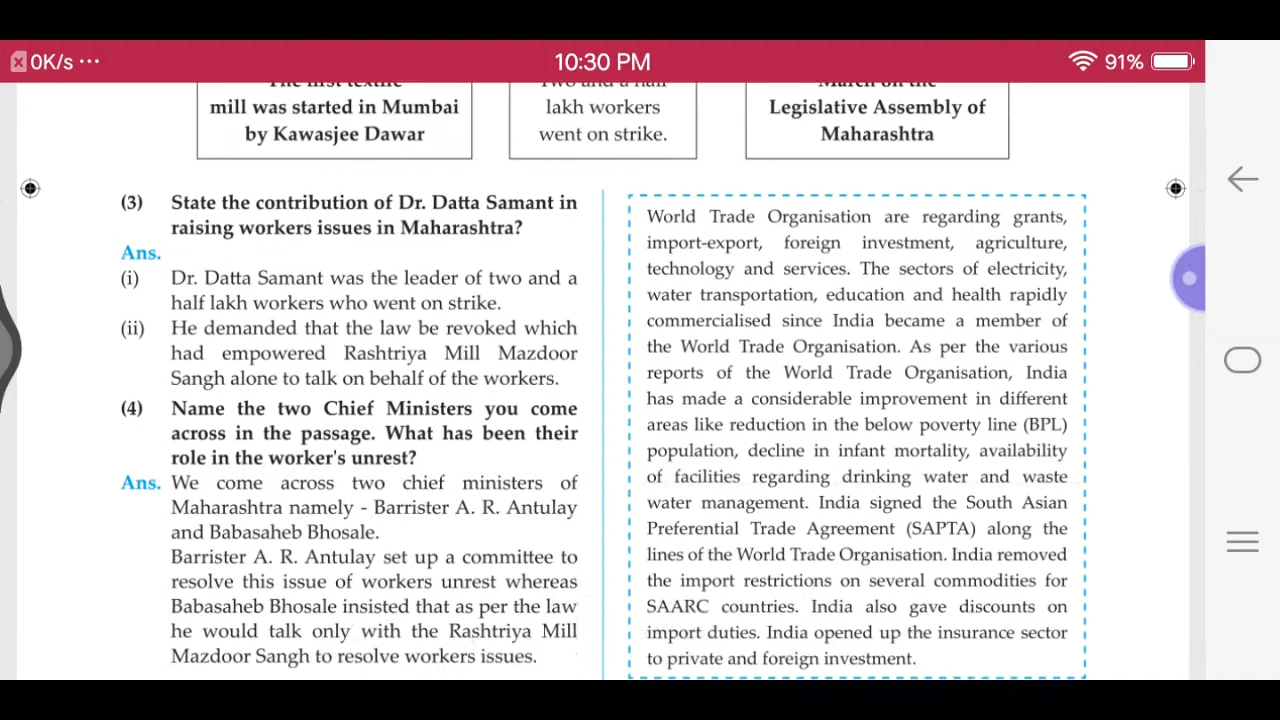 0K/s ...
10:30 PM
91%
The first textile
mill was started in Mumbai
by Kawasjee Dawar
Two and a half
lakh workers
went on strike.
March on the
Legislative Assembly of
Maharashtra
(3) State the contribution of Dr. Datta Samant in
raising workers issues in Maharashtra?
Ans.
(i) Dr. Datta Samant was the leader of two and a
half lakh workers who went on strike.
(ii) He demanded that the law be revoked which
had empowered Rashtriya Mill Mazdoor
Sangh alone to talk on behalf of the workers.
(4) Name the two Chief Ministers you come
across in the passage. What has been their
role in the worker's unrest?
Ans. We come across two chief ministers of
Maharashtra namely - Barrister A. R. Antulay
and Babasaheb Bhosale.
Barrister A. R. Antulay set up a committee to
resolve this issue of workers unrest whereas
Babasaheb Bhosale insisted that as per the law
he would talk only with the Rashtriya Mill
Mazdoor Sangh to resolve workers issues.
World Trade Organisation are regarding grants,
import-export, foreign investment, agriculture,
technology and services. The sectors of electricity,
water transportation, education and health rapidly
commercialised since India became a member of
the World Trade Organisation. As per the various
reports of the World Trade Organisation, India
has made a considerable improvement in different
areas like reduction in the below poverty line (BPL)
population, decline in infant mortality, availability
of facilities regarding drinking water and waste
water management. India signed the South Asian
Preferential Trade Agreement (SAPTA) along the
lines of the World Trade Organisation. India removed
the import restrictions on several commodities for
SAARC countries. India also gave discounts on
import duties. India opened up the insurance sector
to private and foreign investment.